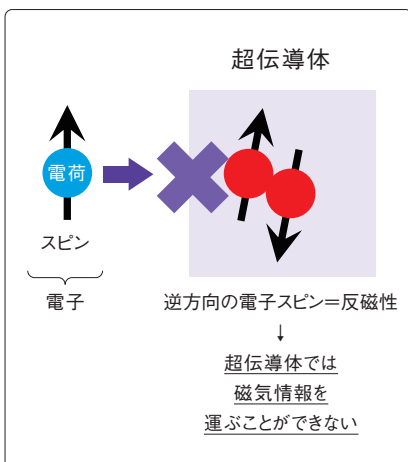 超伝導体
電荷
スピン
電子
逆方向の電子スピン＝反磁性
↓
超伝導体では
磁気情報を
運ぶことができない